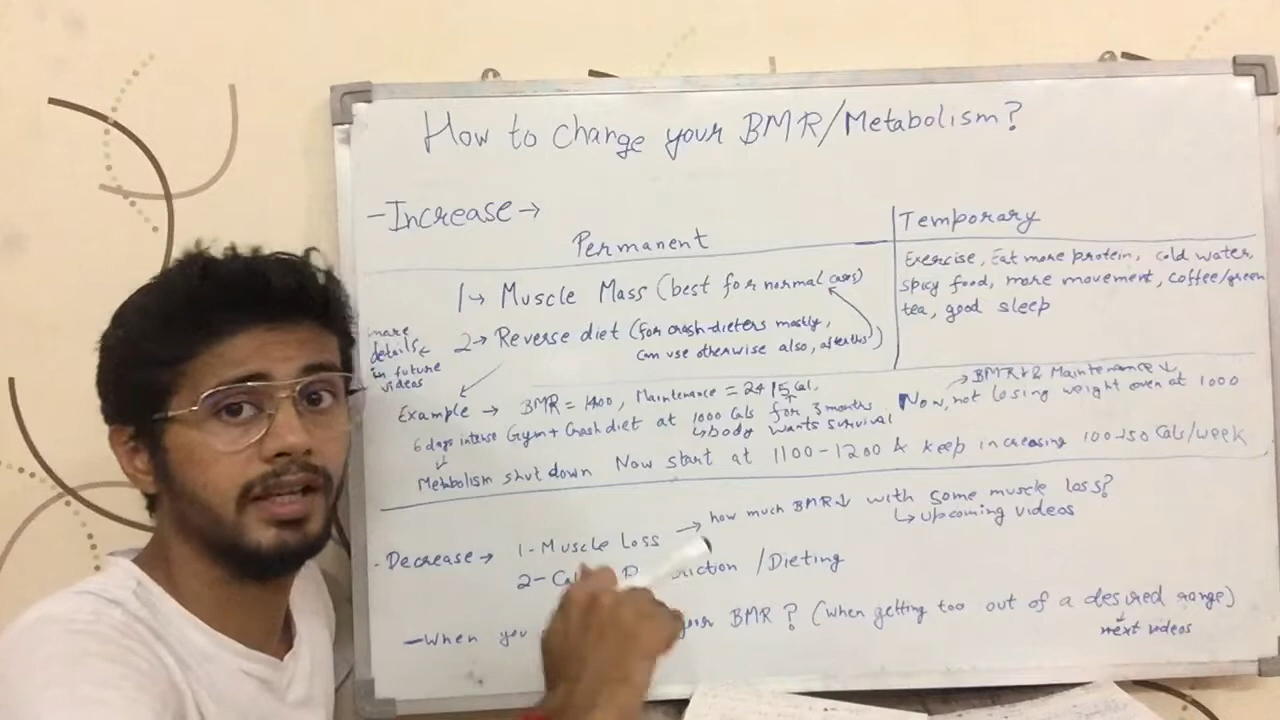 How to change your BMR/Metabolism?
-Increase→
Permanent
Temporary
1→ Muscle Mass (best for normal cases)
2→ Reverse diet (for crash-dieters mostly,
can use otherwise also, after this)
more
details
in future
videos
Exercise, Eat more protein, cold water,
spicy food, more movement, coffee/green
tea, good sleep
Example → BMR = 1400, Maintenance = 2415 Cal.
6 days intense Gym + Crash diet at 1000 Cals for 3 months
↳body wants survival
→BMR↓ & Maintenance↓
Now, not losing weight even at 1000
Metabolism shut down Now start at 1100-1200 & keep increasing 100-150 Cals/week
-Decrease→ 1-Muscle Loss → how much BMR↓ with some muscle loss?
↳upcoming videos
2- /Dieting
-When you your BMR? (when getting too out of a desired range)
next videos